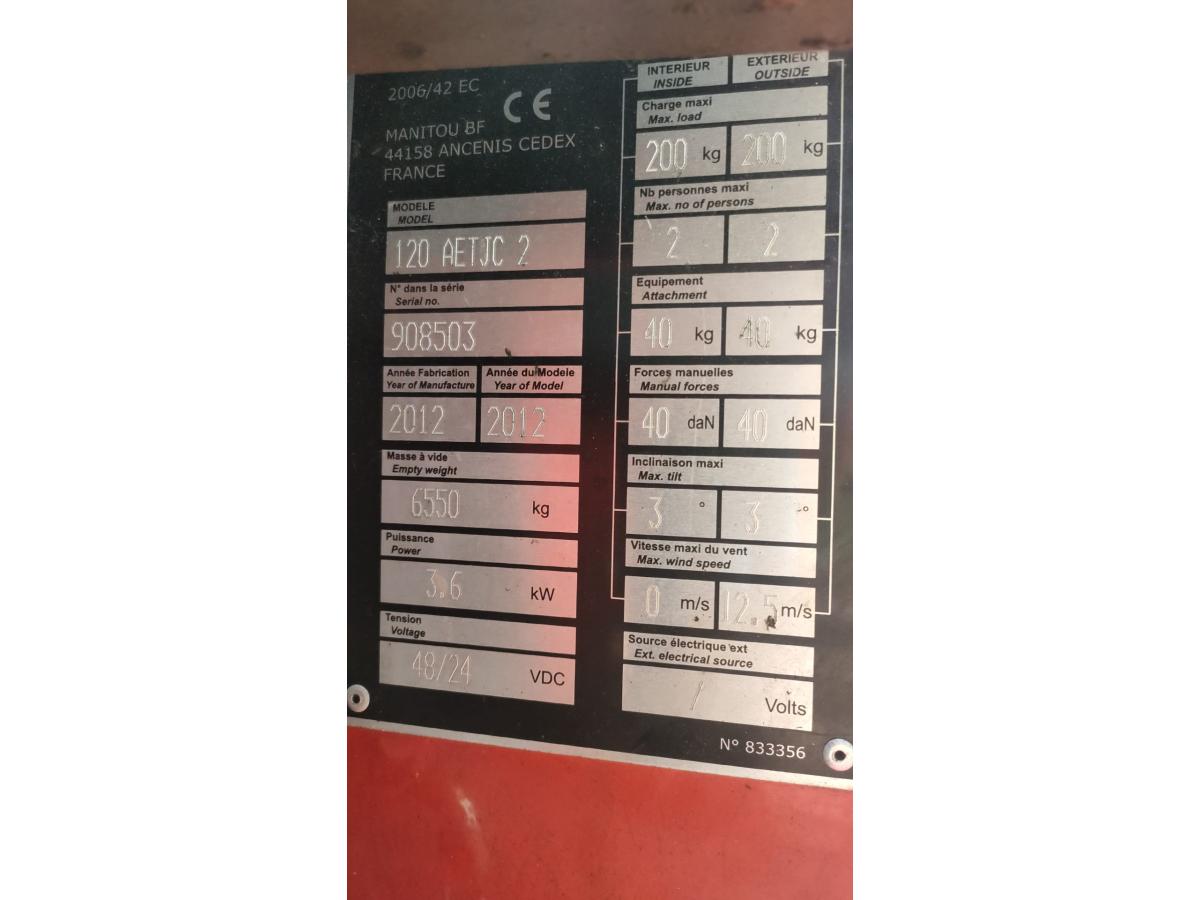 2006/42 EC
CE
MANITOU BF
44158 ANCENIS CEDEX
FRANCE
MODELE
MODEL
120 AETJC 2
N° dans la série
Serial no.
908503
Année Fabrication Année du Modele
Year of Manufacture Year of Model
2012 2012
Masse à vide
Empty weight
6550 kg
Puissance
Power
3.6 kW
Tension
Voltage
48/24 VDC
INTERIEUR EXTERIEUR
INSIDE OUTSIDE
Charge maxi
Max. load
200 kg 200 kg
Nb personnes maxi
Max. no of persons
2 2
Equipement
Attachment
40 kg 40 kg
Forces manuelles
Manual forces
40 daN 40 daN
Inclinaison maxi
Max. tilt
3 ° 3 °
Vitesse maxi du vent
Max. wind speed
0 m/s 12.5 m/s
Source électrique ext
Ext. electrical source
/ Volts
N° 833356